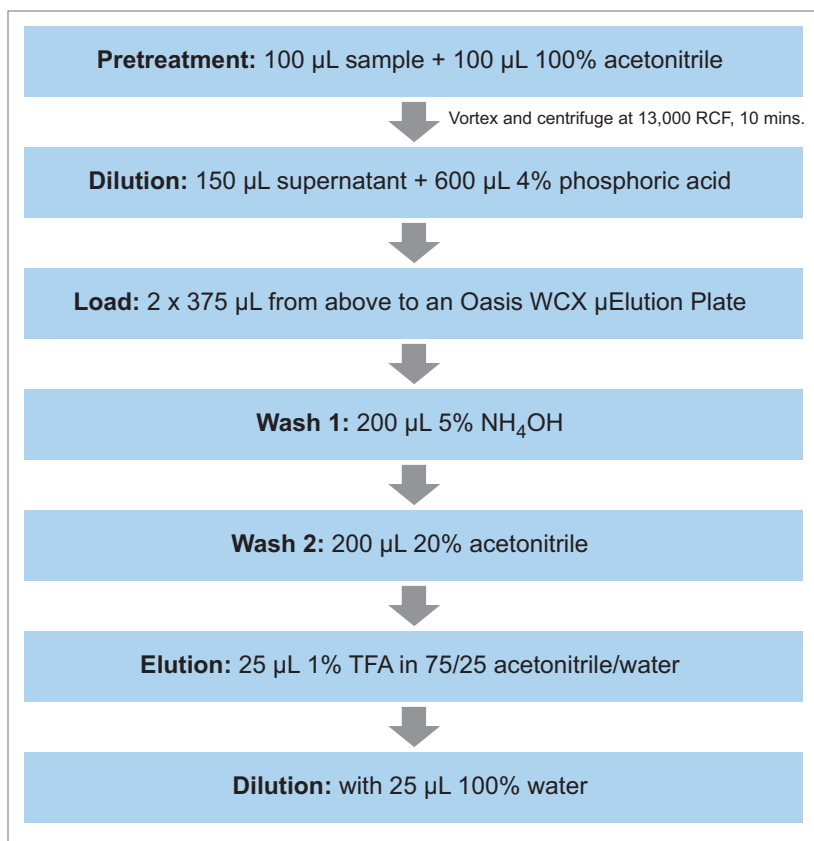 Pretreatment: 100 µL sample + 100 µL 100% acetonitrile
Vortex and centrifuge at 13,000 RCF, 10 mins.
Dilution: 150 µL supernatant + 600 µL 4% phosphoric acid
Load: 2 x 375 µL from above to an Oasis WCX µElution Plate
Wash 1: 200 µL 5% NH₄OH
Wash 2: 200 µL 20% acetonitrile
Elution: 25 µL 1% TFA in 75/25 acetonitrile/water
Dilution: with 25 µL 100% water